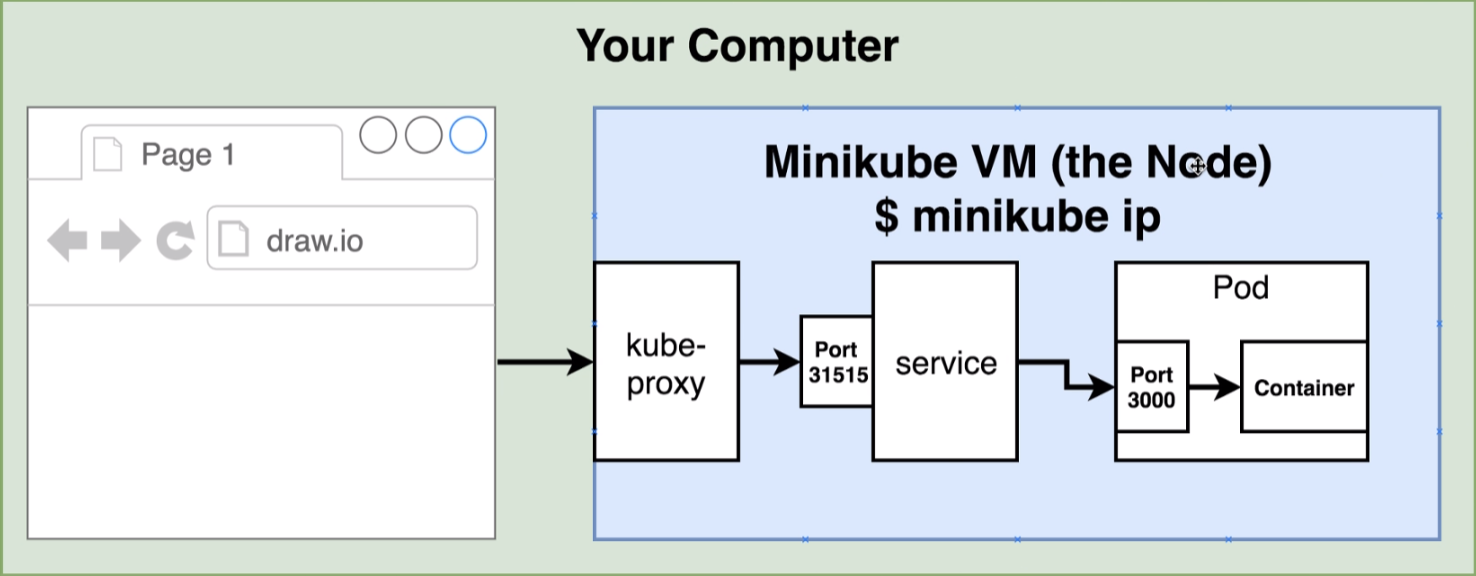 Your Computer
Page 1
draw.io
Minikube VM (the Node)
$ minikube ip
kube-
proxy
Port
31515
service
Pod
Port
3000
Container